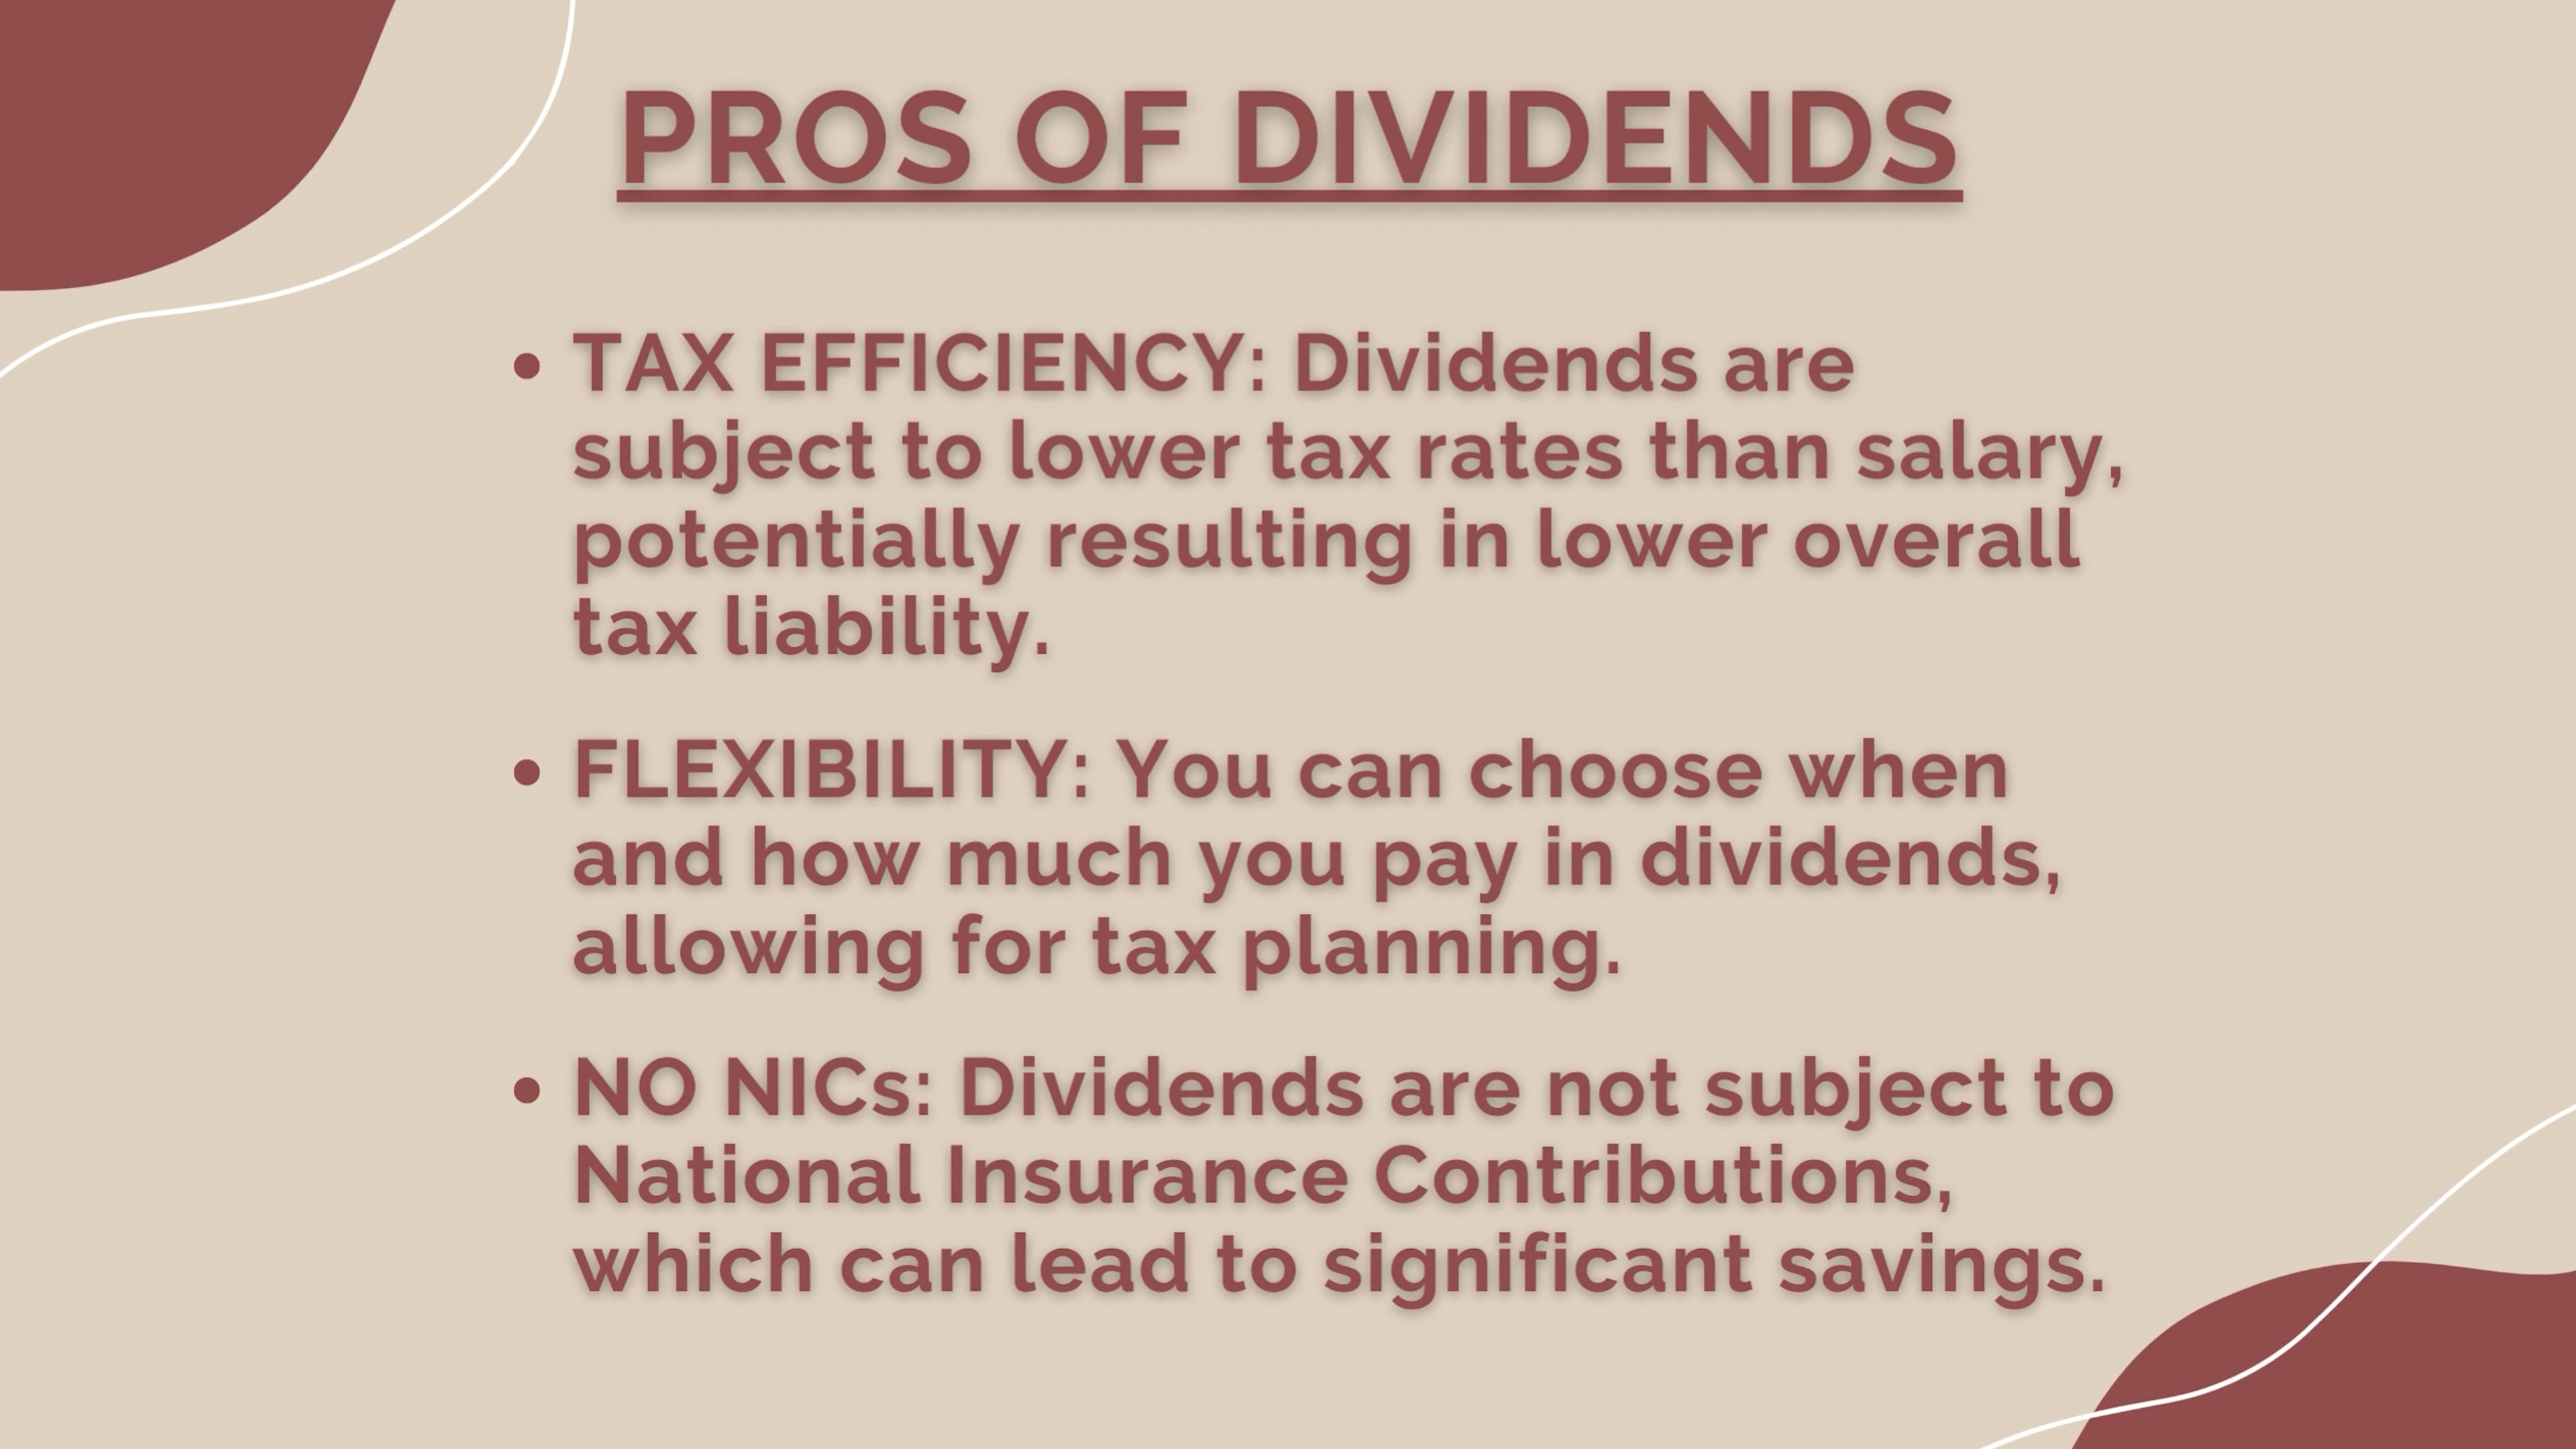 PROS OF DIVIDENDS
• TAX EFFICIENCY: Dividends are
subject to lower tax rates than salary,
potentially resulting in lower overall
tax liability.
• FLEXIBILITY: You can choose when
and how much you pay in dividends,
allowing for tax planning.
• NO NICs: Dividends are not subject to
National Insurance Contributions,
which can lead to significant savings.